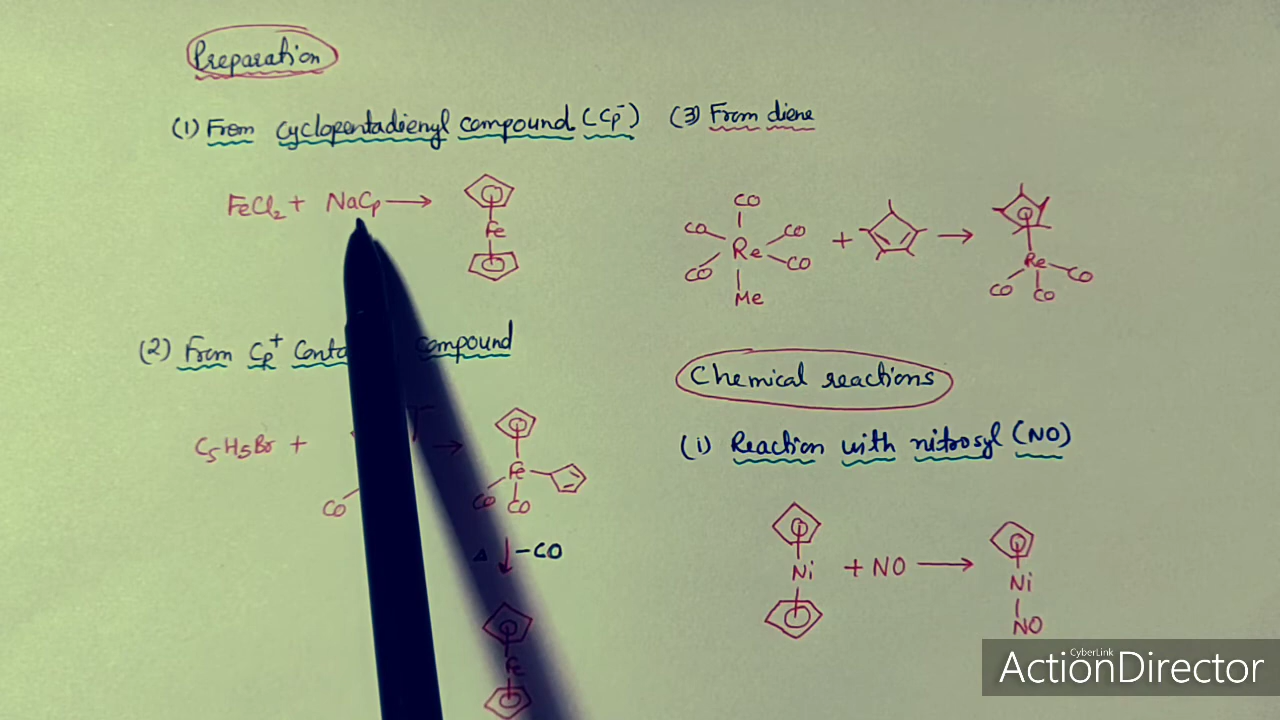 Preparation
(1) From cyclopentadienyl compound (Cp⁻)
FeCl₂ + NaCp →
Fe
(2) From Cp⁺ compound
C₅H₅Br + →
CO
Fe
CO CO
Δ ↓ -CO
Fe
(3) From diene
CO
CO CO
Re + →
CO CO
Me
Re
CO CO CO
Chemical reactions
(i) Reaction with nitrosyl (NO)
Ni + NO → Ni
NO
CyberLink
ActionDirector